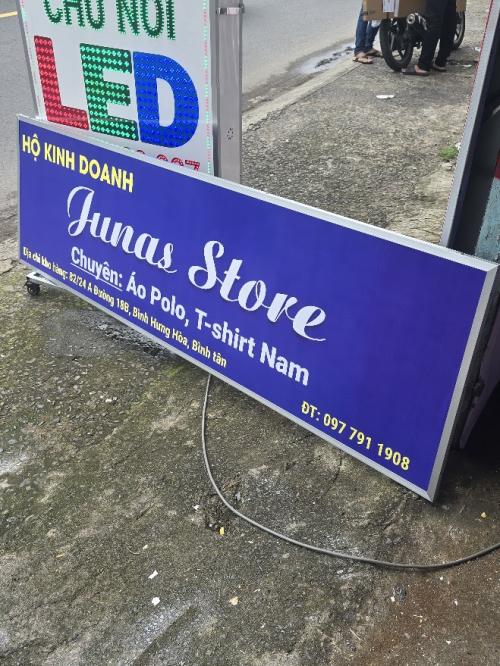 CHỮ NỔI
LED
HỘ KINH DOANH
Junas Store
Chuyên: Áo Polo, T-shirt Nam
Địa chỉ kho hàng: 82/24 A Đường 18B, Bình Hưng Hòa, Bình tân
ĐT: 097 791 1908